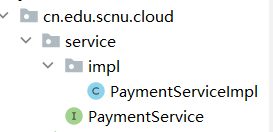 cn.edu.scnu.cloud
service
impl
C PaymentServiceImpl
I PaymentService